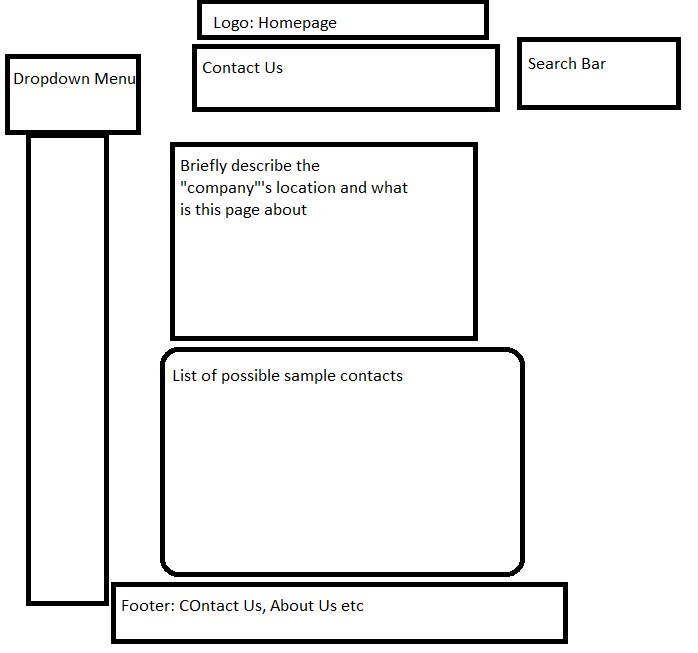 Logo: Homepage
Contact Us
Search Bar
Dropdown Menu
Briefly describe the
"company"'s location and what
is this page about
List of possible sample contacts
Footer: COntact Us, About Us etc